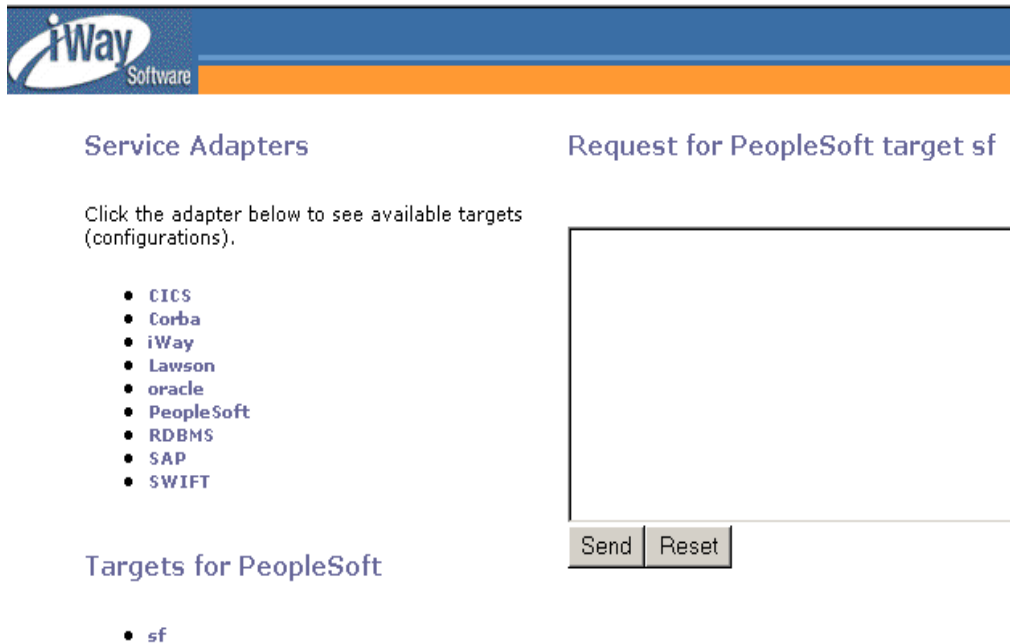 iWay
Software
Service Adapters
Click the adapter below to see available targets
(configurations).
CICS
Corba
iWay
Lawson
oracle
PeopleSoft
RDBMS
SAP
SWIFT
Targets for PeopleSoft
sf
Request for PeopleSoft target sf
Send Reset